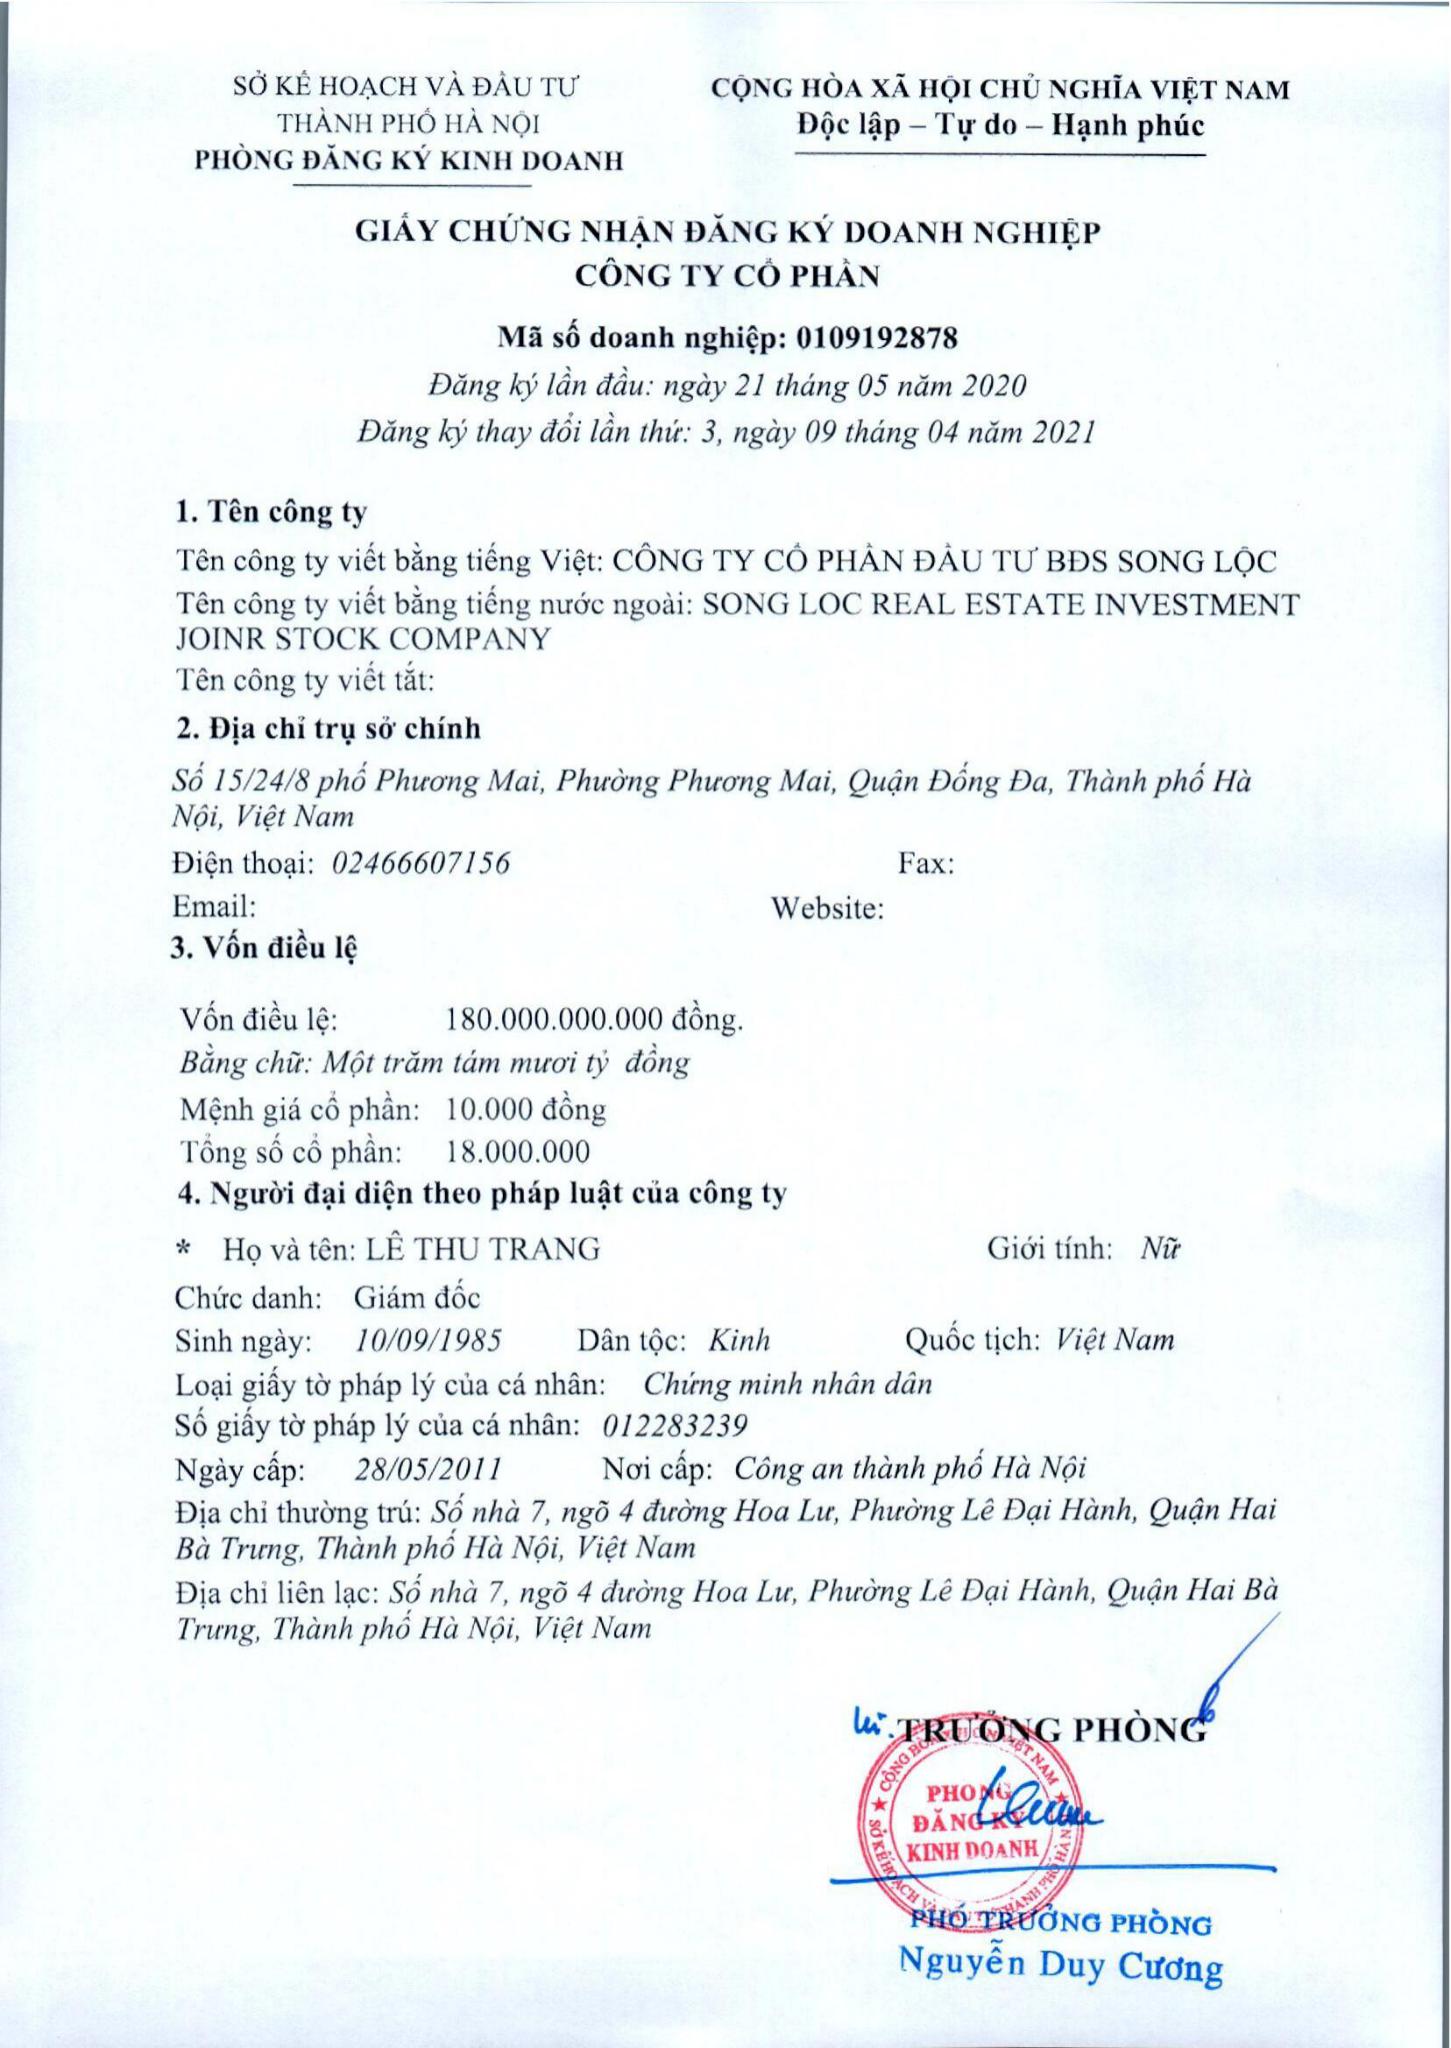 SỞ KẾ HOẠCH VÀ ĐẦU TƯ
THÀNH PHỐ HÀ NỘI
PHÒNG ĐĂNG KÝ KINH DOANH
CỘNG HÒA XÃ HỘI CHỦ NGHĨA VIỆT NAM
Độc lập – Tự do – Hạnh phúc
GIẤY CHỨNG NHẬN ĐĂNG KÝ DOANH NGHIỆP
CÔNG TY CỔ PHẦN
Mã số doanh nghiệp: 0109192878
Đăng ký lần đầu: ngày 21 tháng 05 năm 2020
Đăng ký thay đổi lần thứ: 3, ngày 09 tháng 04 năm 2021
1. Tên công ty
Tên công ty viết bằng tiếng Việt: CÔNG TY CỔ PHẦN ĐẦU TƯ BĐS SONG LỘC
Tên công ty viết bằng tiếng nước ngoài: SONG LOC REAL ESTATE INVESTMENT
JOINR STOCK COMPANY
Tên công ty viết tắt:
2. Địa chỉ trụ sở chính
Số 15/24/8 phố Phương Mai, Phường Phương Mai, Quận Đống Đa, Thành phố Hà
Nội, Việt Nam
Điện thoại: 02466607156 Fax:
Email: Website:
3. Vốn điều lệ
Vốn điều lệ: 180.000.000.000 đồng.
Bằng chữ: Một trăm tám mươi tỷ đồng
Mệnh giá cổ phần: 10.000 đồng
Tổng số cổ phần: 18.000.000
4. Người đại diện theo pháp luật của công ty
* Họ và tên: LÊ THU TRANG Giới tính: Nữ
Chức danh: Giám đốc
Sinh ngày: 10/09/1985 Dân tộc: Kinh Quốc tịch: Việt Nam
Loại giấy tờ pháp lý của cá nhân: Chứng minh nhân dân
Số giấy tờ pháp lý của cá nhân: 012283239
Ngày cấp: 28/05/2011 Nơi cấp: Công an thành phố Hà Nội
Địa chỉ thường trú: Số nhà 7, ngõ 4 đường Hoa Lư, Phường Lê Đại Hành, Quận Hai
Bà Trưng, Thành phố Hà Nội, Việt Nam
Địa chỉ liên lạc: Số nhà 7, ngõ 4 đường Hoa Lư, Phường Lê Đại Hành, Quận Hai Bà
Trưng, Thành phố Hà Nội, Việt Nam
TRƯỞNG PHÒNG
PHÒNG
ĐĂNG KÝ
KINH DOANH
PHÓ TRƯỞNG PHÒNG
Nguyễn Duy Cương